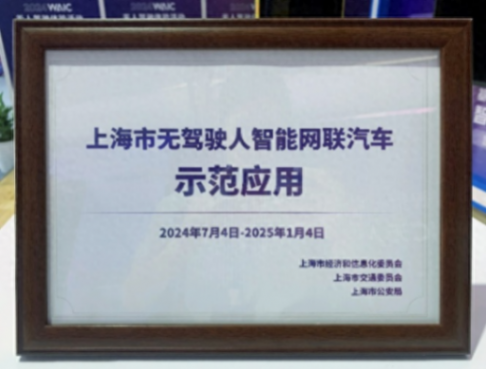 2024WAIC
2024WAIC
上海市无驾驶人智能网联汽车
示范应用
2024年7月4日-2025年1月4日
上海市经济和信息化委员会
上海市交通委员会
上海市公安局